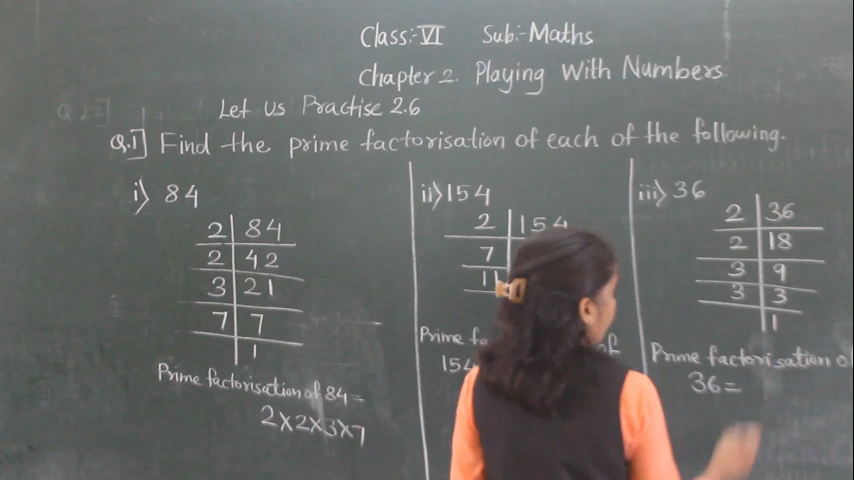 Class:-VI Sub:-Maths
Chapter 2. Playing With Numbers.
Let us Practise 2.6
Q.1] Find the prime factorisation of each of the following.
i) 84
2 | 84
2 | 42
3 | 21
7 | 7
1
Prime factorisation of 84 =
2×2×3×7
ii) 154
2 | 154
7
11
Prime of
154
iii) 36
2 | 36
2 | 18
3 | 9
3 | 3
1
Prime factorisation of
36 =